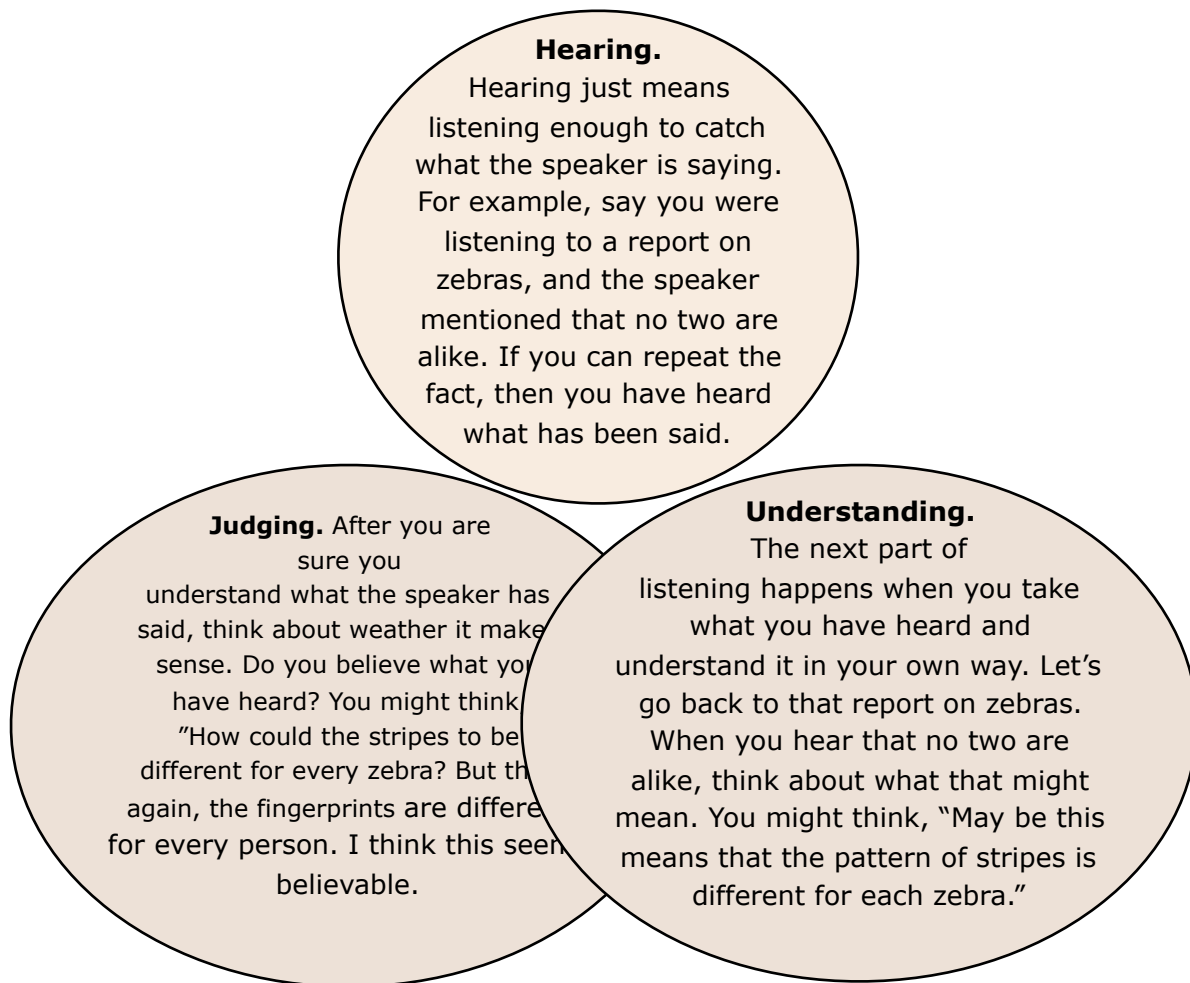 Hearing.
Hearing just means
listening enough to catch
what the speaker is saying.
For example, say you were
listening to a report on
zebras, and the speaker
mentioned that no two are
alike. If you can repeat the
fact, then you have heard
what has been said.
Judging. After you are
sure you
understand what the speaker has
said, think about weather it make
sense. Do you believe what
have heard? You might think
”How could the stripes to be
different for every zebra? But
again, the fingerprints are
for every person. I think this
believable.
Understanding.
The next part of
listening happens when you take
what you have heard and
understand it in your own way. Let’s
go back to that report on zebras.
When you hear that no two are
alike, think about what that might
mean. You might think, “May be this
means that the pattern of stripes is
different for each zebra.”